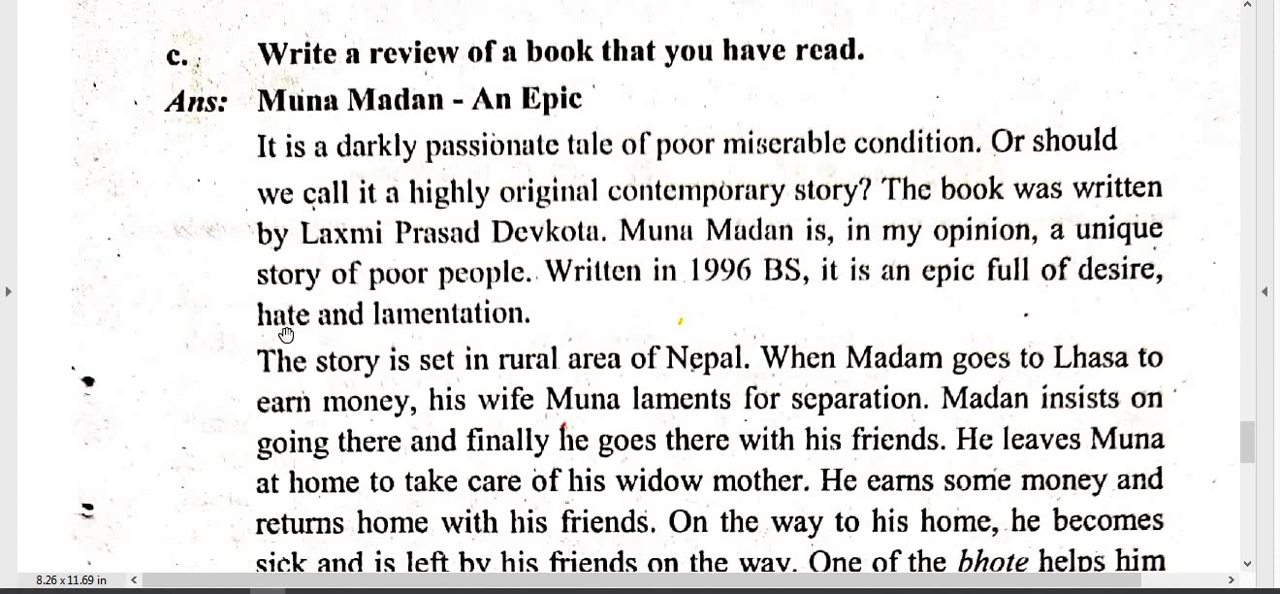 c. Write a review of a book that you have read.
Ans: Muna Madan - An Epic
It is a darkly passionate tale of poor miserable condition. Or should
we call it a highly original contemporary story? The book was written
by Laxmi Prasad Devkota. Muna Madan is, in my opinion, a unique
story of poor people. Written in 1996 BS, it is an epic full of desire,
hate and lamentation.
The story is set in rural area of Nepal. When Madam goes to Lhasa to
earn money, his wife Muna laments for separation. Madan insists on
going there and finally he goes there with his friends. He leaves Muna
at home to take care of his widow mother. He earns some money and
returns home with his friends. On the way to his home, he becomes
sick and is left by his friends on the way. One of the bhote helps him
8.26 x 11.69 in